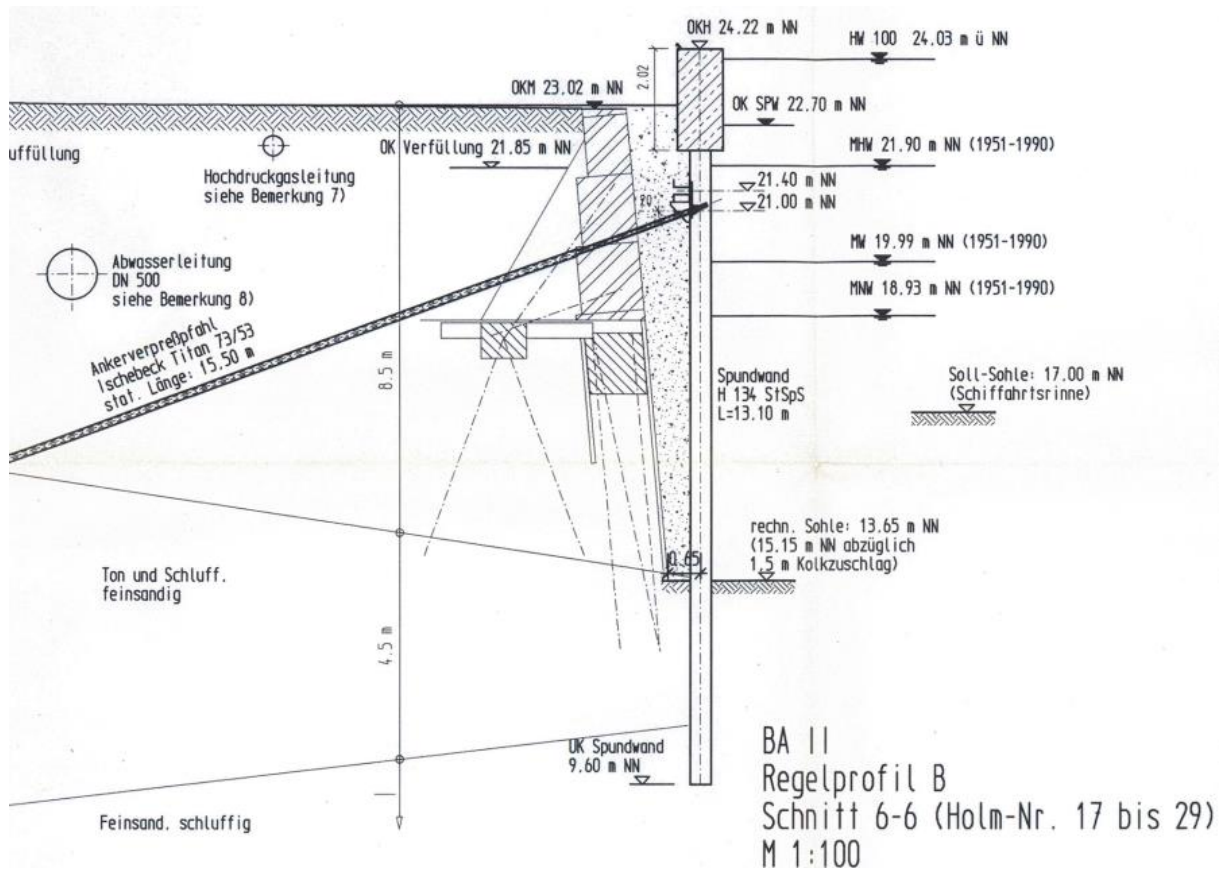 OKH 24.22 m NN
HW 100 24.03 m ü NN
2.02
OKM 23.02 m NN
OK SPW 22.70 m NN
uffüllung
OK Verfüllung 21.85 m NN
MHW 21.90 m NN (1951-1990)
Hochdruckgasleitung
siehe Bemerkung 7)
21.40 m NN
20°
21.00 m NN
Abwasserleitung
DN 500
siehe Bemerkung 8)
MW 19.99 m NN (1951-1990)
MNW 18.93 m NN (1951-1990)
Ankerverpreßpfahl
Ischebeck Titan 73/53
stat. Länge: 15.50 m
8.5 m
Spundwand
H 134 StSpS
L=13.10 m
Soll-Sohle: 17.00 m NN
(Schiffahrtsrinne)
rechn. Sohle: 13.65 m NN
(15.15 m NN abzüglich
1,5 m Kolkzuschlag)
0.65
Ton und Schluff,
feinsandig
4.5 m
UK Spundwand
9.60 m NN
Feinsand, schluffig
BA II
Regelprofil B
Schnitt 6-6 (Holm-Nr. 17 bis 29)
M 1:100